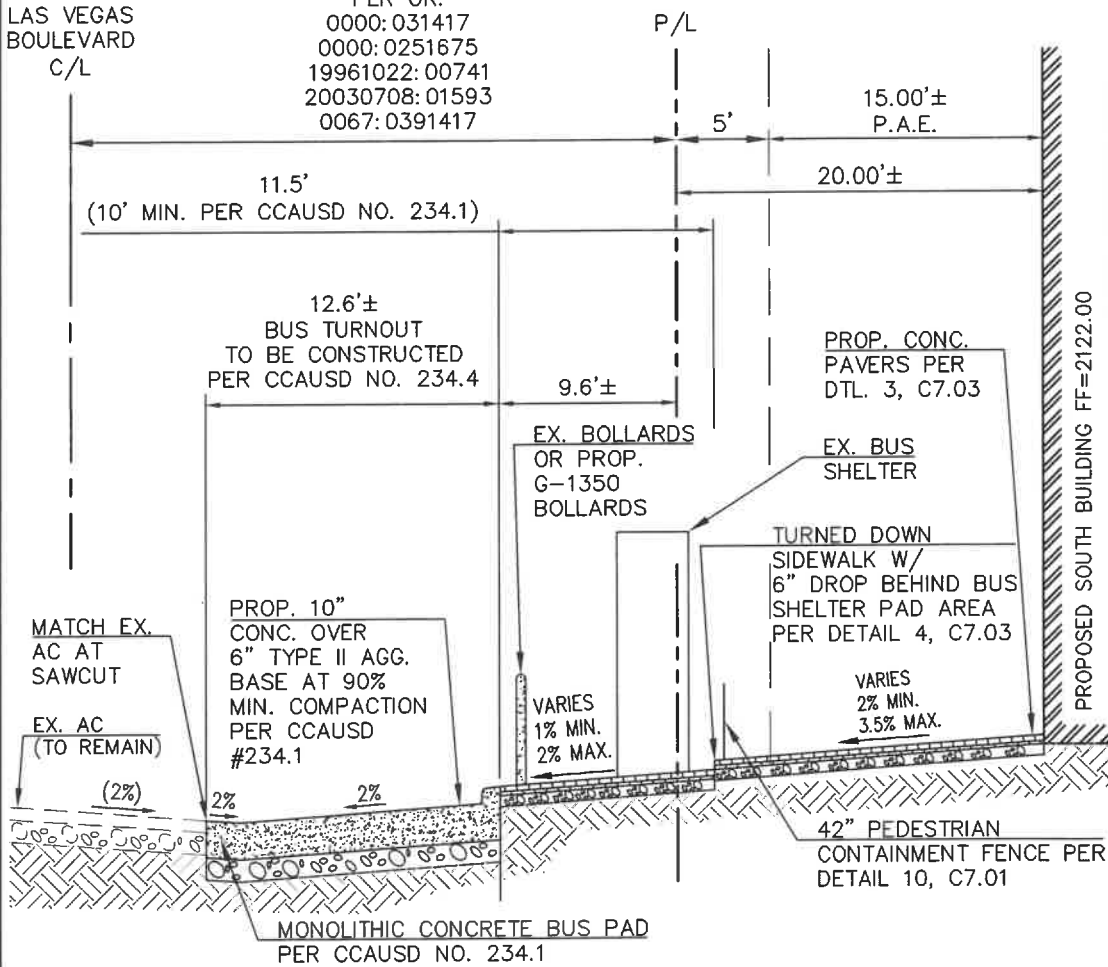 LAS VEGAS
BOULEVARD
C/L
PER OR:
0000:031417
0000:0251675
19961022:00741
20030708:01593
0067:0391417
P/L
5'
15.00'±
P.A.E.
20.00'±
11.5'
(10' MIN. PER CCAUSD NO. 234.1)
12.6'±
BUS TURNOUT
TO BE CONSTRUCTED
PER CCAUSD NO. 234.4
9.6'±
PROP. CONC.
PAVERS PER
DTL. 3, C7.03
EX. BOLLARDS
OR PROP.
G-1350
BOLLARDS
EX. BUS
SHELTER
PROPOSED SOUTH BUILDING FF=2122.00
TURNED DOWN
SIDEWALK W/
6" DROP BEHIND BUS
SHELTER PAD AREA
PER DETAIL 4, C7.03
MATCH EX.
AC AT
SAWCUT
PROP. 10"
CONC. OVER
6" TYPE II AGG.
BASE AT 90%
MIN. COMPACTION
PER CCAUSD
#234.1
VARIES
1% MIN.
2% MAX.
VARIES
2% MIN.
3.5% MAX.
EX. AC
(TO REMAIN)
(2%)
2%
2%
42" PEDESTRIAN
CONTAINMENT FENCE PER
DETAIL 10, C7.01
MONOLITHIC CONCRETE BUS PAD
PER CCAUSD NO. 234.1